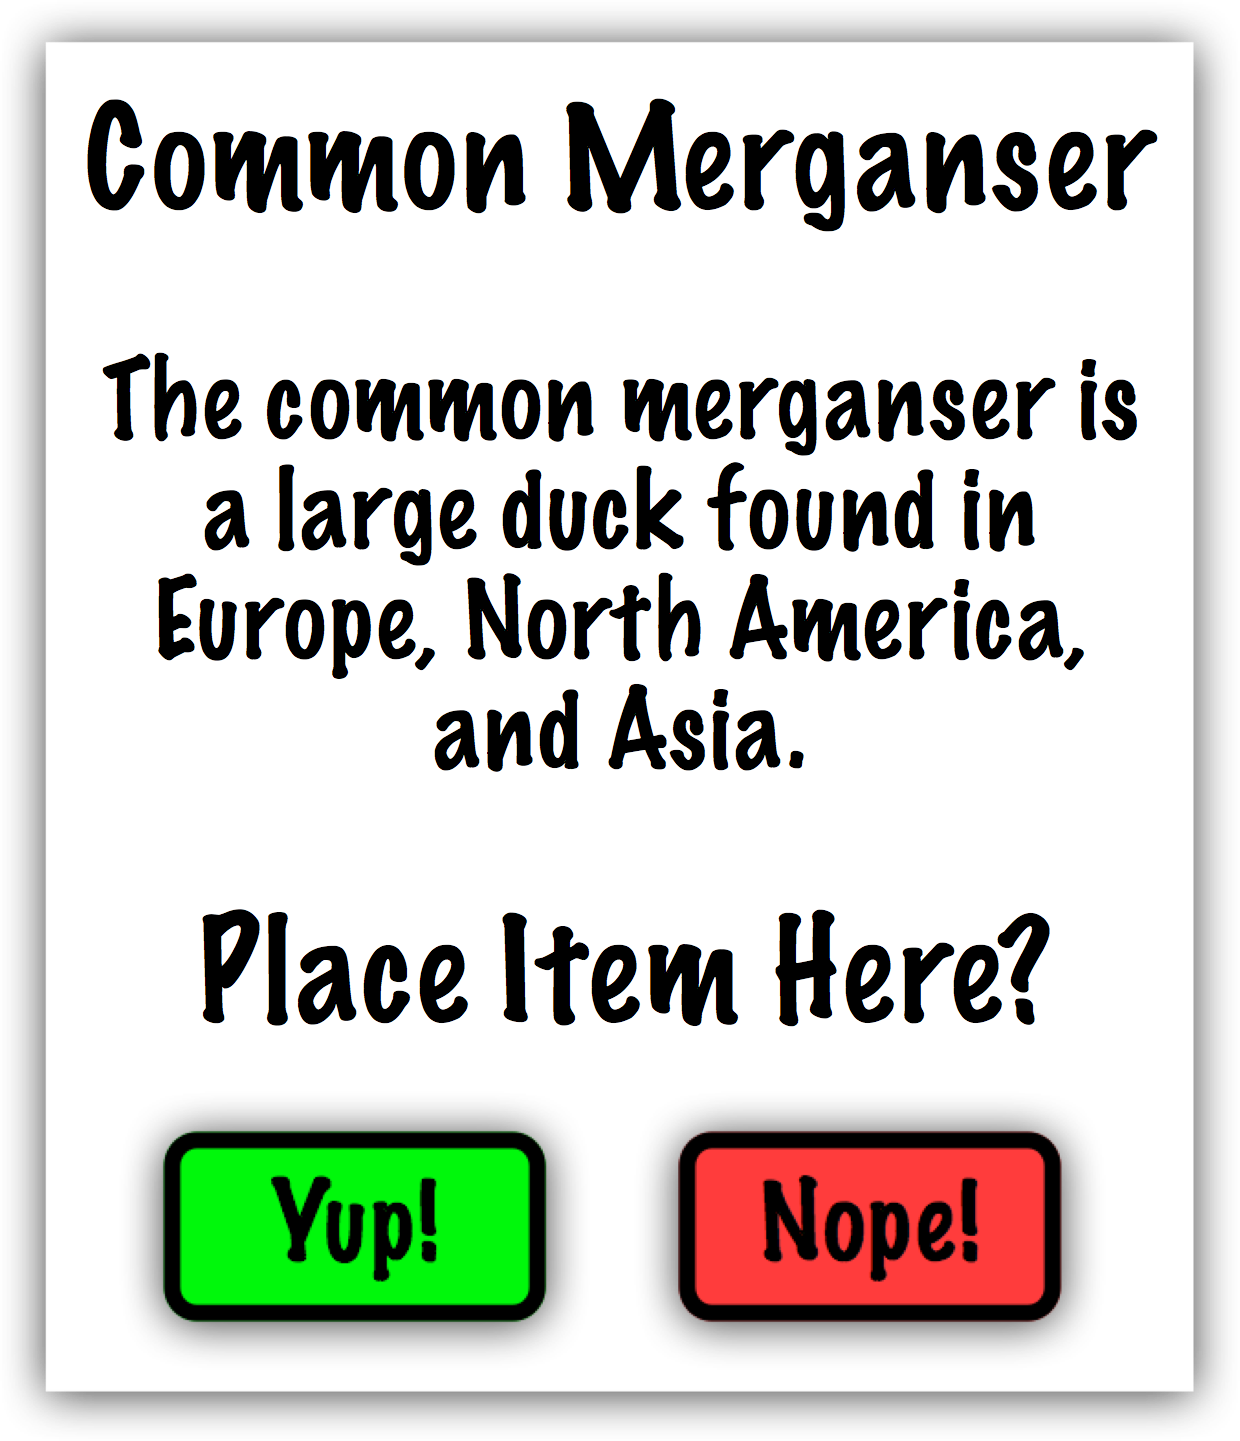 Common Merganser
The common merganser is
a large duck found in
Europe, North America,
and Asia.
Place Item Here?
Yup!
Nope!